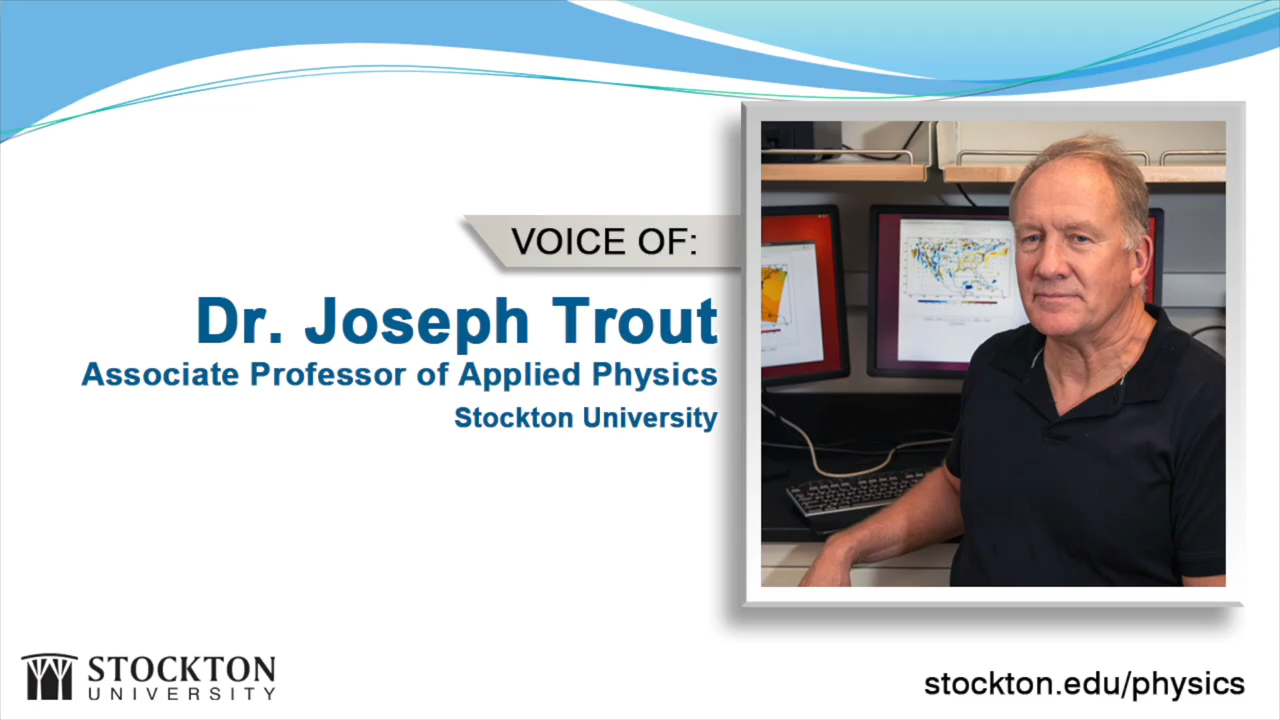 VOICE OF:
Dr. Joseph Trout
Associate Professor of Applied Physics
Stockton University
STOCKTON
UNIVERSITY
stockton.edu/physics